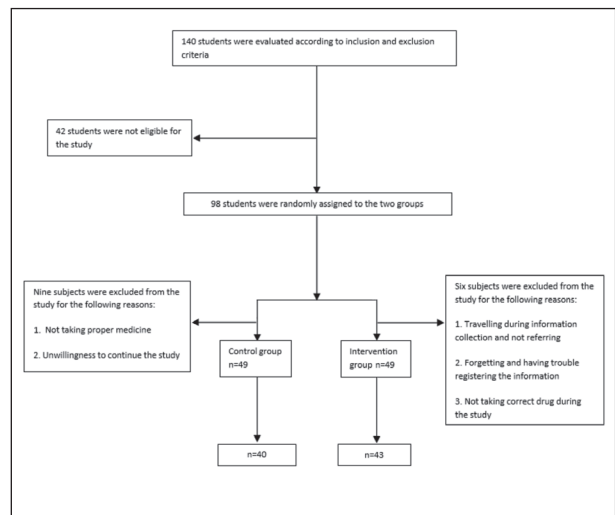 140 students were evaluated according to inclusion and exclusion
criteria
42 students were not eligible for
the study
98 students were randomly assigned to the two groups
Nine subjects were excluded from the
study for the following reasons:
1. Not taking proper medicine
2. Unwillingness to continue the study
Six subjects were excluded from the
study for the following reasons:
1. Travelling during information
collection and not referring
2. Forgetting and having trouble
registering the information
3. Not taking correct drug during
the study
Control group
n=49
Intervention
group n=49
n=40
n=43